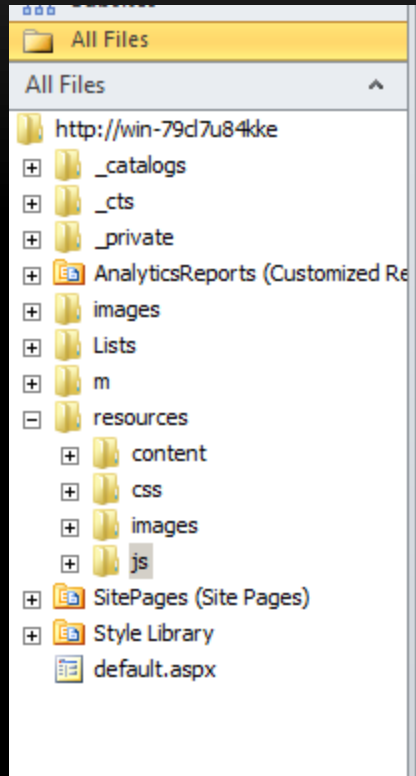 All Files
All Files
http://win-79cl7u84kke
_catalogs
_cts
_private
AnalyticsReports (Customized Re
images
Lists
m
resources
content
css
images
js
SitePages (Site Pages)
Style Library
default.aspx